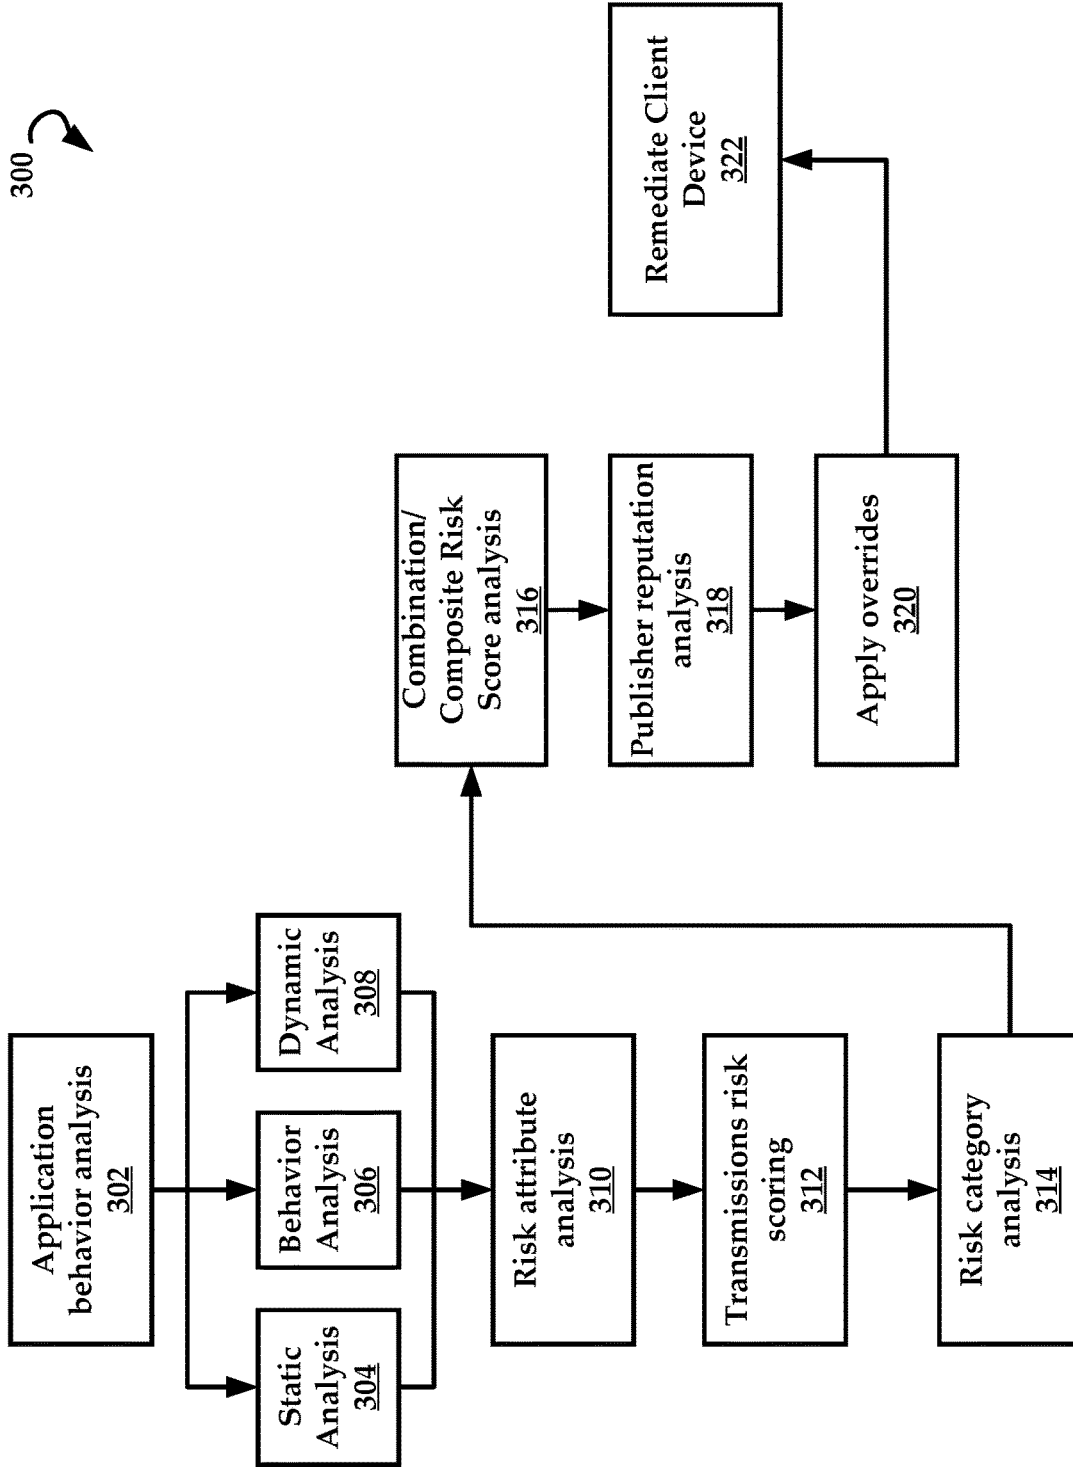 300
Application
behavior analysis
302
Static
Analysis
304
Behavior
Analysis
306
Dynamic
Analysis
308
Risk attribute
analysis
310
Transmissions risk
scoring
312
Risk category
analysis
314
Combination/
Composite Risk
Score analysis
316
Publisher reputation
analysis
318
Apply overrides
320
Remediate Client
Device
322